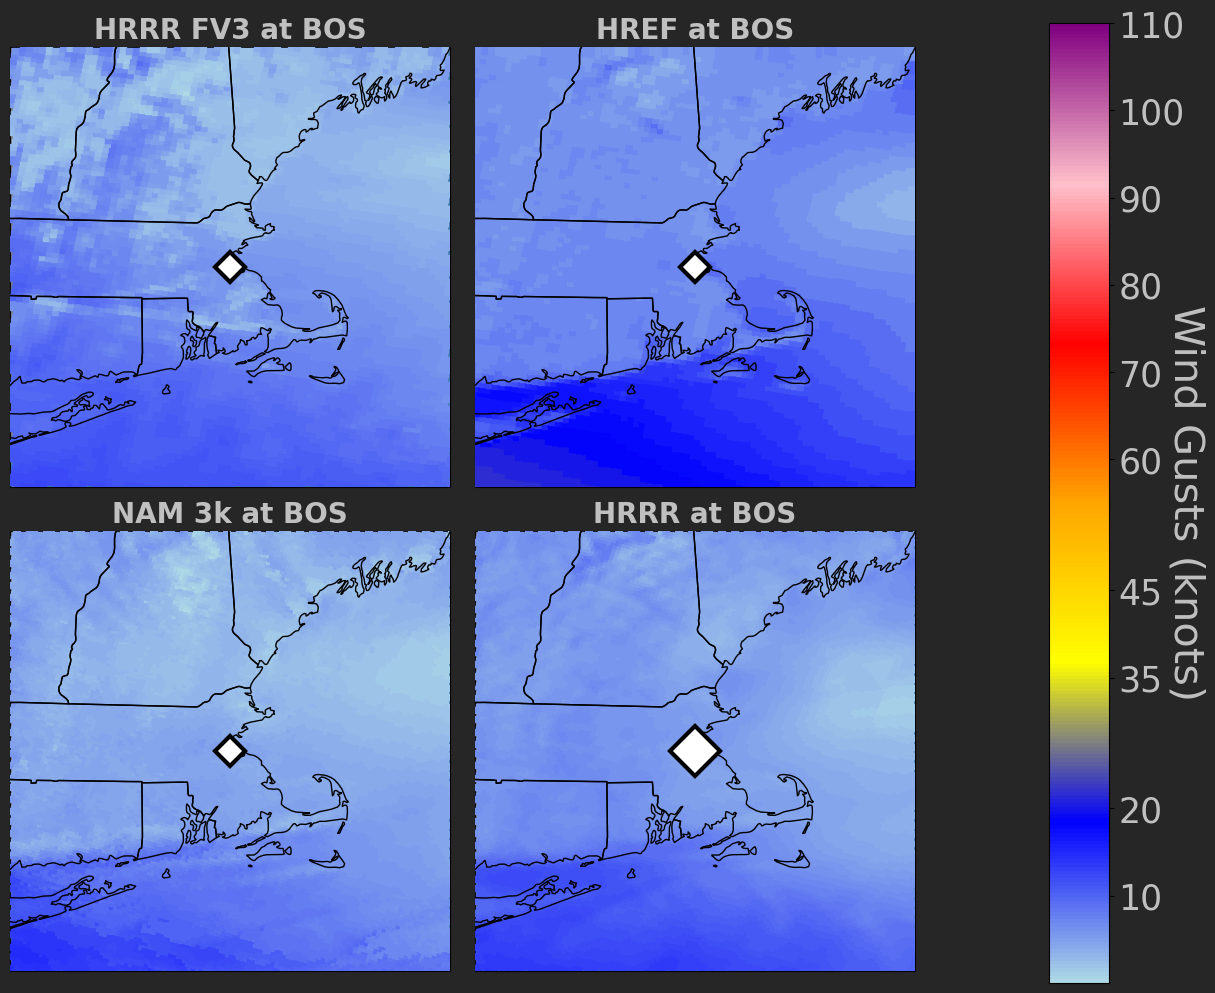 HRRR FV3 at BOS
HREF at BOS
NAM 3k at BOS
HRRR at BOS
110
100
90
80
70
60
45
35
20
10
Wind Gusts (knots)